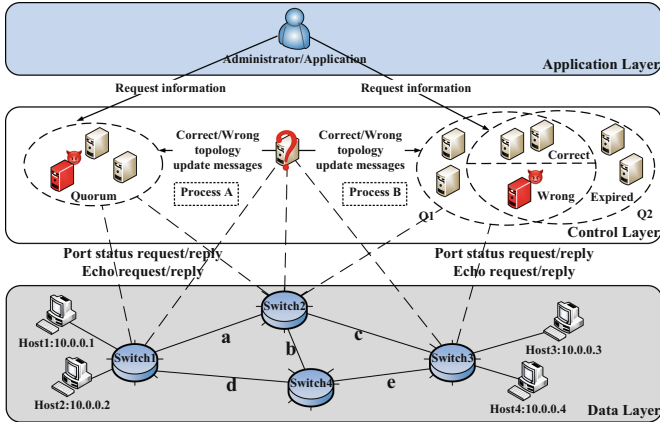 Administrator/Application
Application Layer
Request information
Request information
Correct/Wrong
topology
update messages
Correct/Wrong
topology
update messages
Process A
Process B
Quorum
Correct
Wrong
Expired
Q1
Q2
Control Layer
Port status request/reply
Echo request/reply
Port status request/reply
Echo request/reply
Switch2
a
b
c
Host1:10.0.0.1
Switch1
Switch3
Host3:10.0.0.3
d
Switch4
e
Host2:10.0.0.2
Host4:10.0.0.4
Data Layer